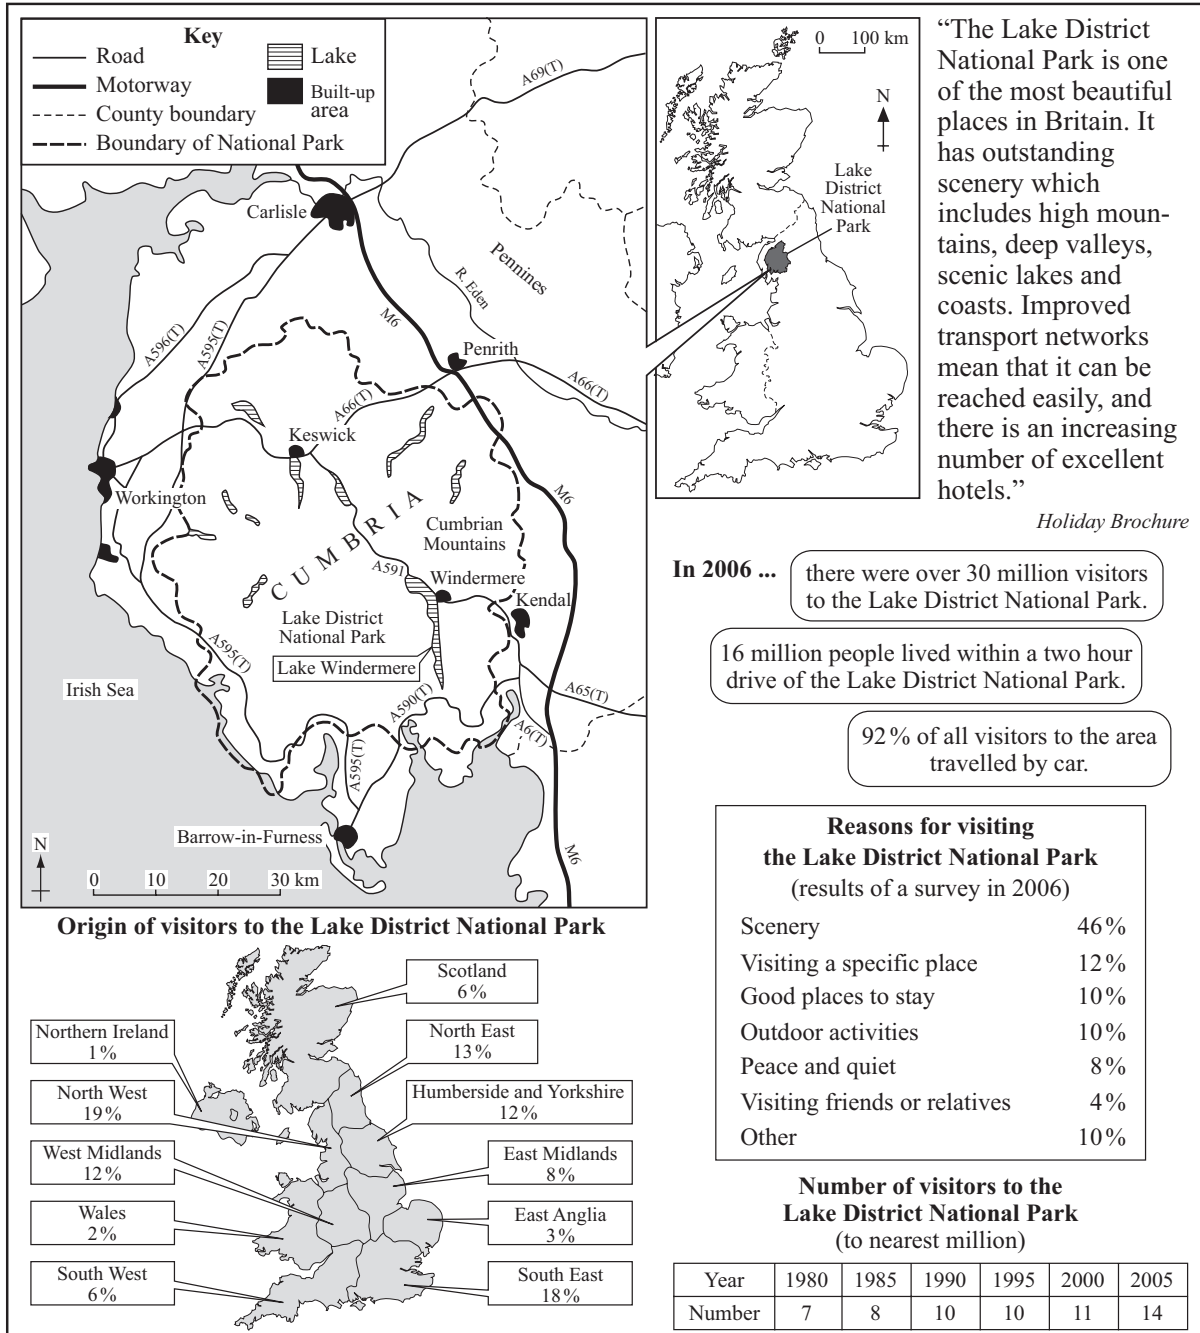 Key
Road
Motorway
County boundary
Boundary of National Park
Lake
Built-up
area
A69(T)
Carlisle
Pennines
R. Eden
M6
A596(T)
A595(T)
Penrith
A66(T)
A66(T)
Keswick
Workington
M6
CUMBRIA
Cumbrian
Mountains
A591
Windermere
Kendal
Lake District
National Park
Lake Windermere
A595(T)
Irish Sea
A590(T)
A65(T)
A6(T)
A595(T)
Barrow-in-Furness
M6
N
0 10 20 30 km
0 100 km
N
Lake
District
National
Park
“The Lake District
National Park is one
of the most beautiful
places in Britain. It
has outstanding
scenery which
includes high moun-
tains, deep valleys,
scenic lakes and
coasts. Improved
transport networks
mean that it can be
reached easily, and
there is an increasing
number of excellent
hotels.”
Holiday Brochure
In 2006 ...
there were over 30 million visitors
to the Lake District National Park.
16 million people lived within a two hour
drive of the Lake District National Park.
92% of all visitors to the area
travelled by car.
Reasons for visiting
the Lake District National Park
(results of a survey in 2006)
Scenery 46%
Visiting a specific place 12%
Good places to stay 10%
Outdoor activities 10%
Peace and quiet 8%
Visiting friends or relatives 4%
Other 10%
Origin of visitors to the Lake District National Park
Scotland
6%
Northern Ireland
1%
North East
13%
North West
19%
Humberside and Yorkshire
12%
West Midlands
12%
East Midlands
8%
Wales
2%
East Anglia
3%
South West
6%
South East
18%
Number of visitors to the
Lake District National Park
(to nearest million)
Year 1980 1985 1990 1995 2000 2005
Number 7 8 10 10 11 14